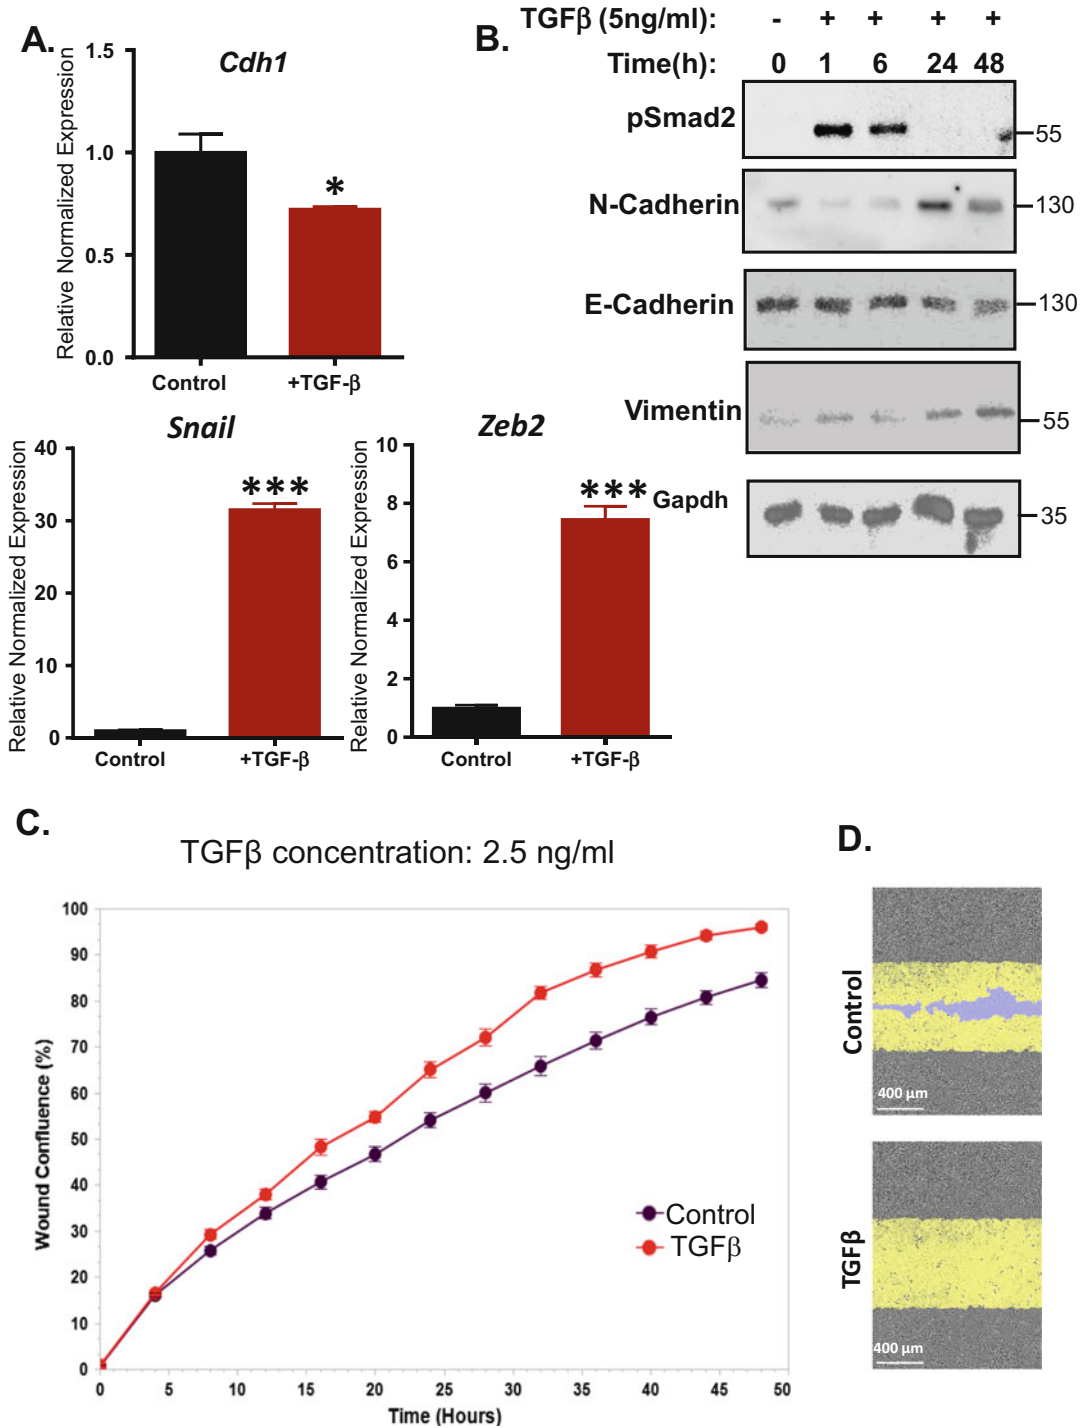 A.
Cdh1
Relative Normalized Expression
1.5
1.0
0.5
0.0
*
Control
+TGF-β
Snail
Relative Normalized Expression
40
30
20
10
0
***
Control
+TGF-β
Zeb2
Relative Normalized Expression
10
8
6
4
2
0
***
Control
+TGF-β
B.
TGFβ (5ng/ml): - + + + +
Time(h): 0 1 6 24 48
pSmad2
55
N-Cadherin
130
E-Cadherin
130
Vimentin
55
Gapdh
35
C.
TGFβ concentration: 2.5 ng/ml
Wound Confluence (%)
100
90
80
70
60
50
40
30
20
10
0
Control
TGFβ
0 5 10 15 20 25 30 35 40 45 50
Time (Hours)
D.
Control
400 µm
TGFβ
400 µm